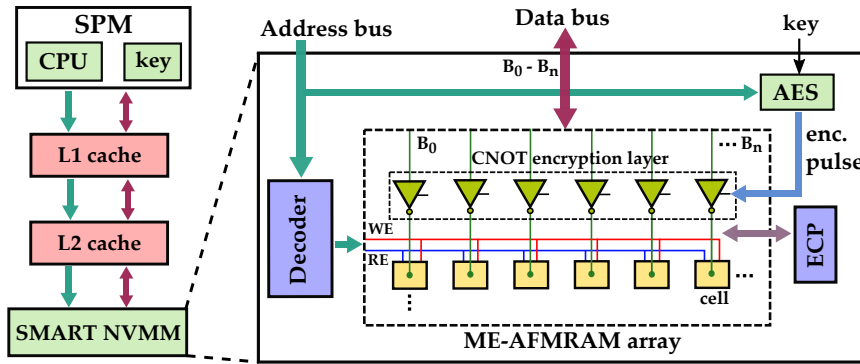 SPM
CPU
key
L1 cache
L2 cache
SMART NVMM
Address bus
Data bus
key
B0 - Bn
AES
B0
... Bn
CNOT encryption layer
enc.
pulse
Decoder
WE
RE
ECP
...
cell
...
ME-AFMRAM array